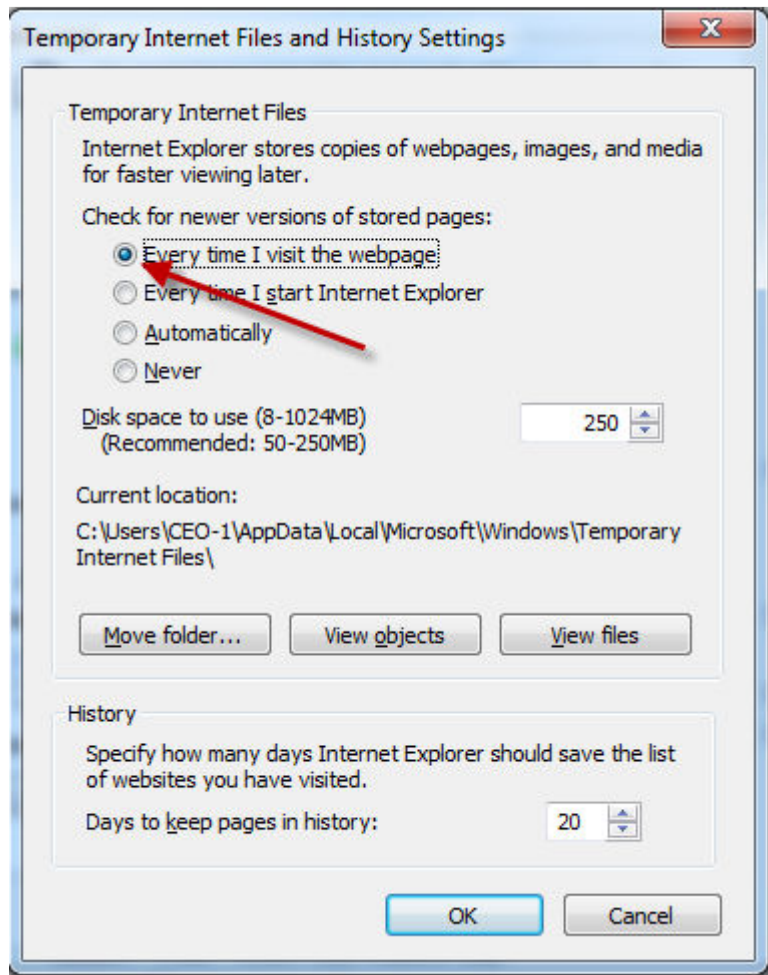 Temporary Internet Files and History Settings
Temporary Internet Files
Internet Explorer stores copies of webpages, images, and media
for faster viewing later.
Check for newer versions of stored pages:
Every time I visit the webpage
Every time I start Internet Explorer
Automatically
Never
Disk space to use (8-1024MB)
(Recommended: 50-250MB)
250
Current location:
C:\Users\CEO-1\AppData\Local\Microsoft\Windows\Temporary
Internet Files\
Move folder... View objects View files
History
Specify how many days Internet Explorer should save the list
of websites you have visited.
Days to keep pages in history: 20
OK Cancel